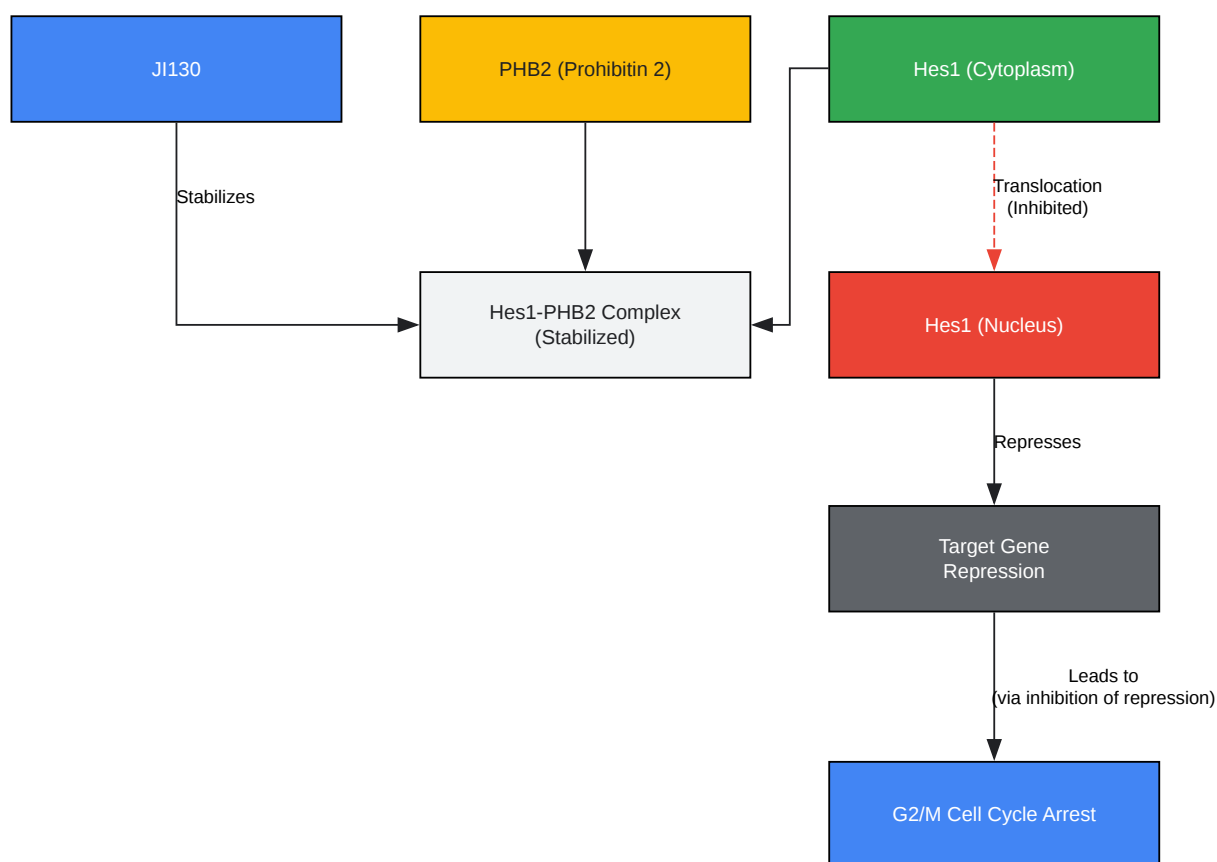 JI130
PHB2 (Prohibitin 2)
Hes1 (Cytoplasm)
Stabilizes
Translocation
(Inhibited)
Hes1-PHB2 Complex
(Stabilized)
Hes1 (Nucleus)
Represses
Target Gene
Repression
Leads to
(via inhibition of repression)
G2/M Cell Cycle Arrest